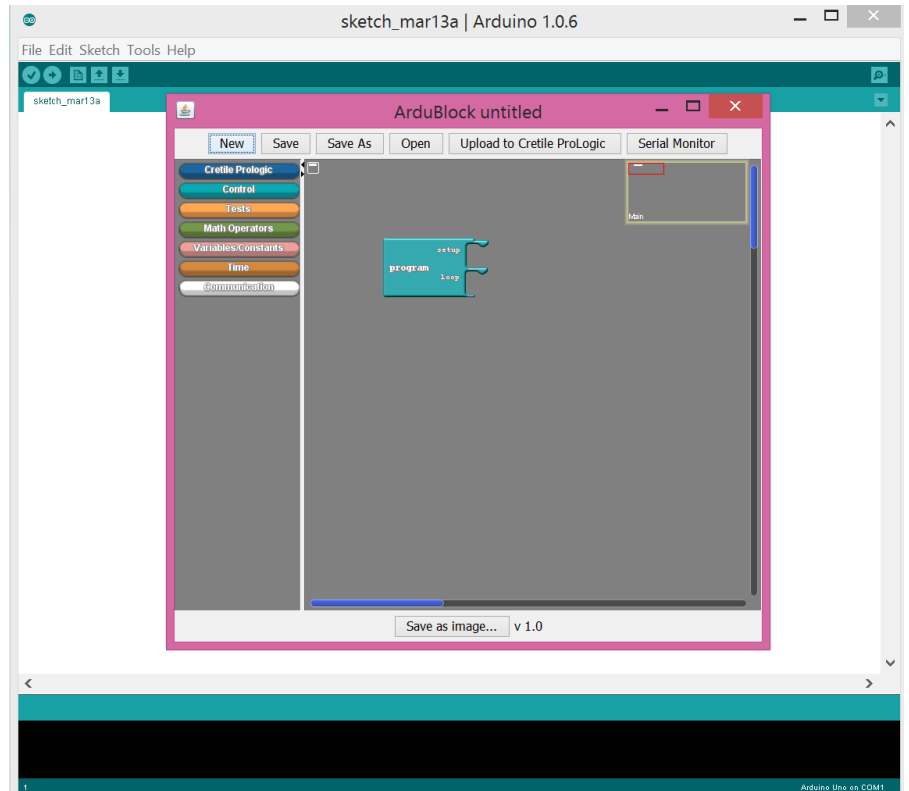 sketch_mar13a | Arduino 1.0.6
File Edit Sketch Tools Help
sketch_mar13a
ArduBlock untitled
New Save Save As Open Upload to Cretile ProLogic Serial Monitor
Cretile Prologic
Control
Tests
Math Operators
Variables/Constants
Time
Communication
Main
setup
program
loop
Save as image... v 1.0
1 Arduino Uno on COM1